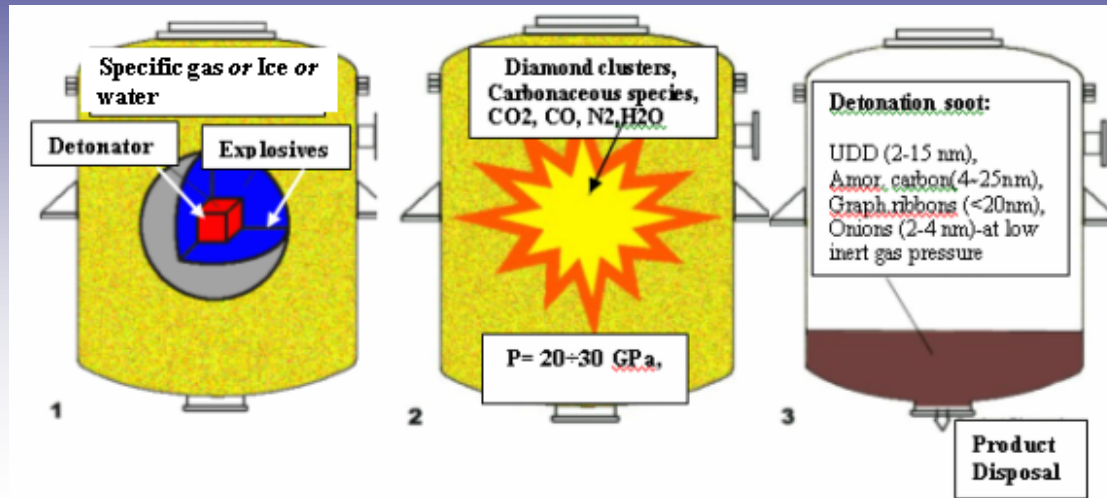 Specific gas or Ice or
water
Detonator
Explosives
1
Diamond clusters,
Carbonaceous species,
CO2, CO, N2,H2O
P= 20÷30 GPa,
2
Detonation soot:
UDD (2-15 nm),
Amor. carbon(4-25nm),
Graph.ribbons (<20nm),
Onions (2-4 nm)-at low
inert gas pressure
3
Product
Disposal